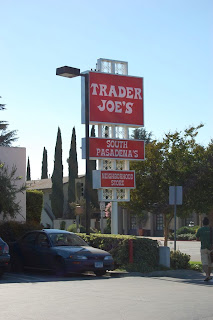 TRADER
JOE'S
SOUTH
PASADENA'S
NEIGHBORHOOD
STORE